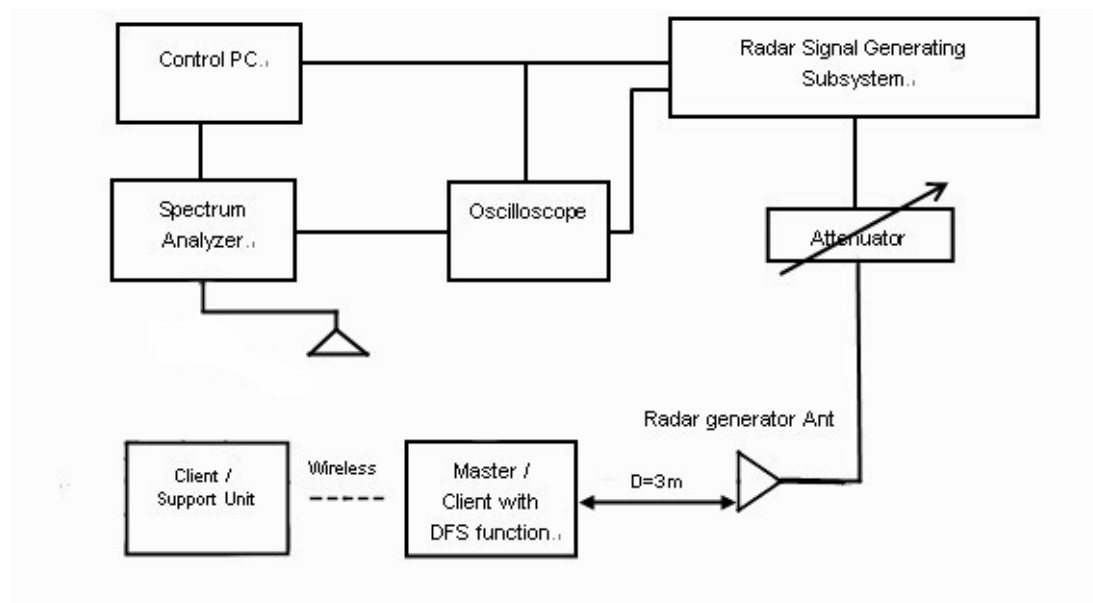 Control PC
Radar Signal Generating
Subsystem
Spectrum
Analyzer
Oscilloscope
Attenuator
Radar generator Ant
Client /
Support Unit
Wireless
Master /
Client with
DFS function
D=3m